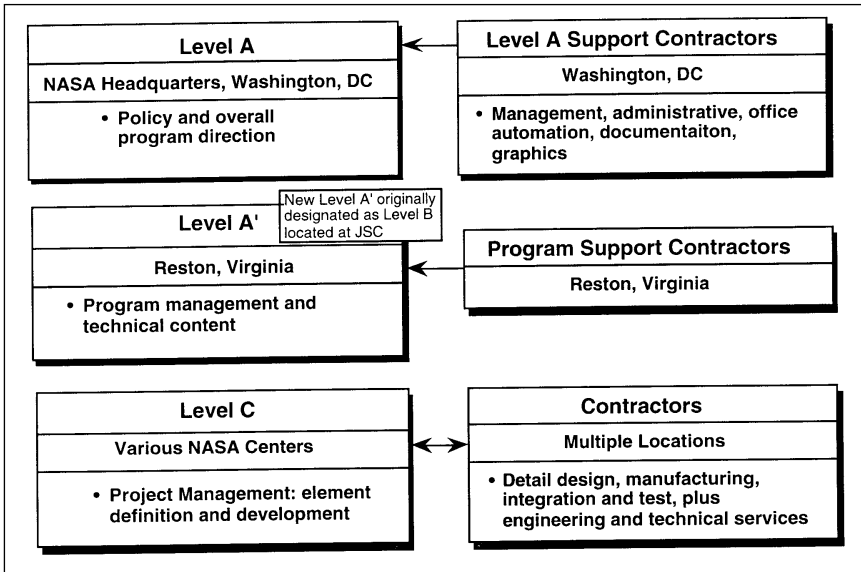 Level A
NASA Headquarters, Washington, DC
• Policy and overall
program direction
Level A Support Contractors
Washington, DC
• Management, administrative, office
automation, documentaiton,
graphics
Level A'
New Level A' originally
designated as Level B
located at JSC
Reston, Virginia
• Program management and
technical content
Program Support Contractors
Reston, Virginia
Level C
Various NASA Centers
• Project Management: element
definition and development
Contractors
Multiple Locations
• Detail design, manufacturing,
integration and test, plus
engineering and technical services